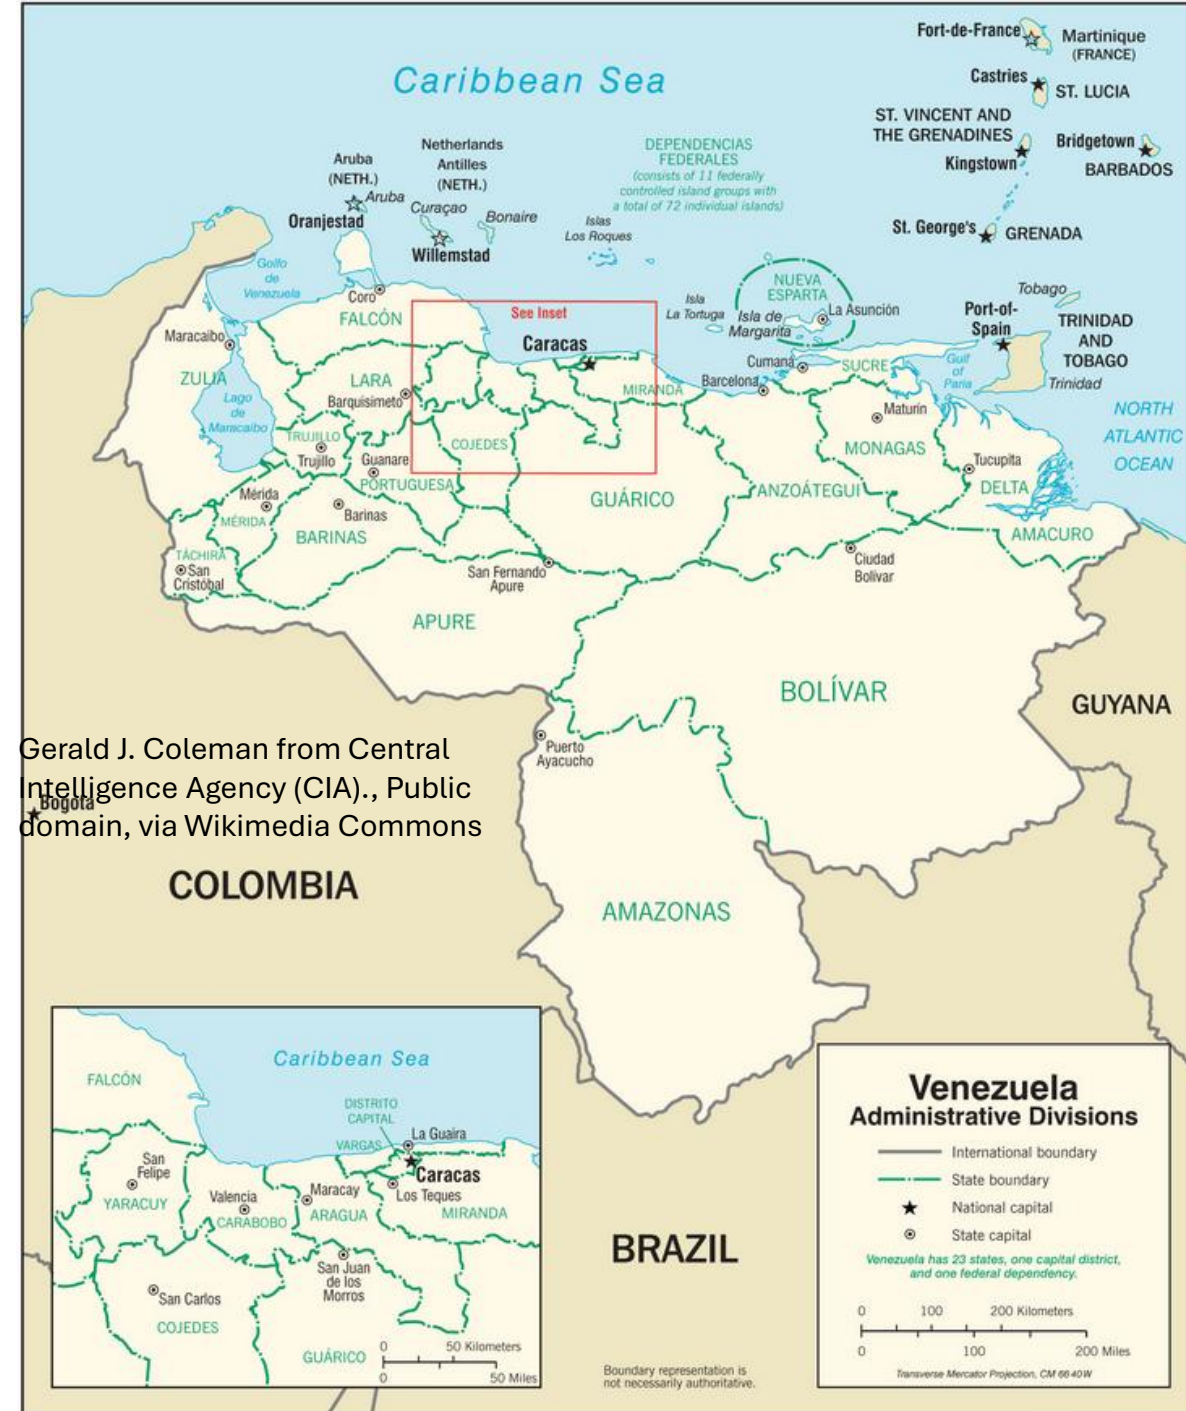 Fort-de-France
Martinique
(FRANCE)
Castries
ST. LUCIA
Caribbean Sea
ST. VINCENT AND
THE GRENADINES
Kingstown
Bridgetown
BARBADOS
St. George's
GRENADA
DEPENDENCIAS
FEDERALES
(consists of 11 federally
controlled island groups with
a total of 72 individual islands)
Netherlands
Antilles
(NETH.)
Aruba
(NETH.)
Aruba
Oranjestad
Curaçao
Bonaire
Willemstad
Islas
Los Roques
Golfo
de
Venezuela
Coro
FALCÓN
See Inset
Caracas
Isla
La Tortuga
NUEVA
ESPARTA
Isla de
Margarita
La Asunción
Tobago
Port-of-
Spain
TRINIDAD
AND
TOBAGO
Trinidad
Maracaibo
ZULIA
Lago
de
Maracaibo
LARA
Barquisimeto
MIRANDA
Barcelona
Cumaná
SUCRE
Gulf
of
Paria
NORTH
ATLANTIC
OCEAN
TRUJILLO
Trujillo
Guanare
PORTUGUESA
COJEDES
Maturín
MONAGAS
Tucupita
DELTA
AMACURO
Mérida
MÉRIDA
Barinas
BARINAS
GUÁRICO
ANZOÁTEGUI
TÁCHIRA
San
Cristóbal
San Fernando
Apure
Ciudad
Bolívar
APURE
BOLÍVAR
GUYANA
Puerto
Ayacucho
Gerald J. Coleman from Central
Intelligence Agency (CIA)., Public
domain, via Wikimedia Commons
Bogotá
COLOMBIA
AMAZONAS
BRAZIL
Caribbean Sea
FALCÓN
DISTRITO
CAPITAL
VARGAS
La Guaira
Caracas
San
Felipe
YARACUY
Valencia
CARABOBO
Maracay
ARAGUA
Los Teques
MIRANDA
San Juan
de los
Morros
San Carlos
COJEDES
GUÁRICO
0 50 Kilometers
0 50 Miles
Boundary representation is
not necessarily authoritative.
Venezuela
Administrative Divisions
International boundary
State boundary
National capital
State capital
Venezuela has 23 states, one capital district,
and one federal dependency.
0 100 200 Kilometers
0 100 200 Miles
Transverse Mercator Projection, CM 66 40W